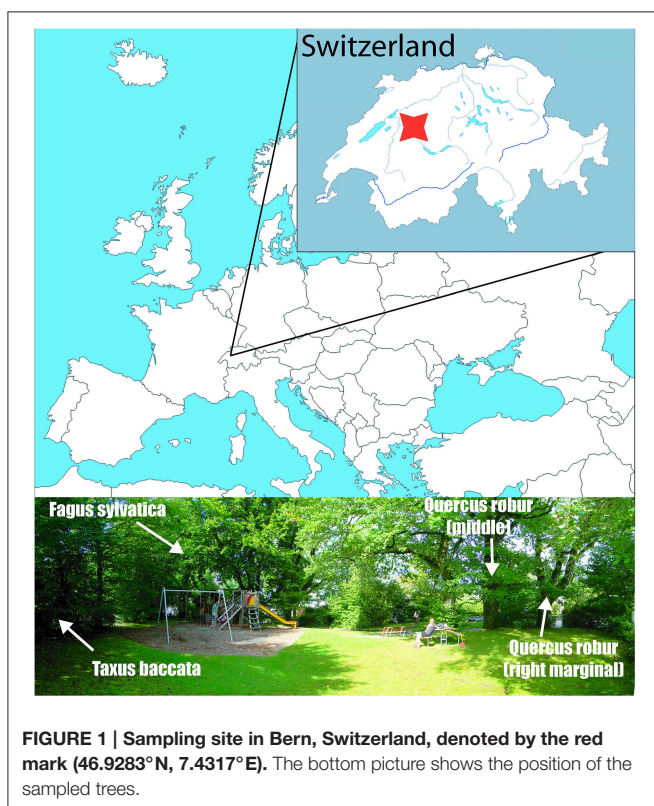 Switzerland
Fagus sylvatica
Quercus robur
(middle)
Taxus baccata
Quercus robur
(right marginal)
FIGURE 1 | Sampling site in Bern, Switzerland, denoted by the red
mark (46.9283°N, 7.4317°E). The bottom picture shows the position of the
sampled trees.